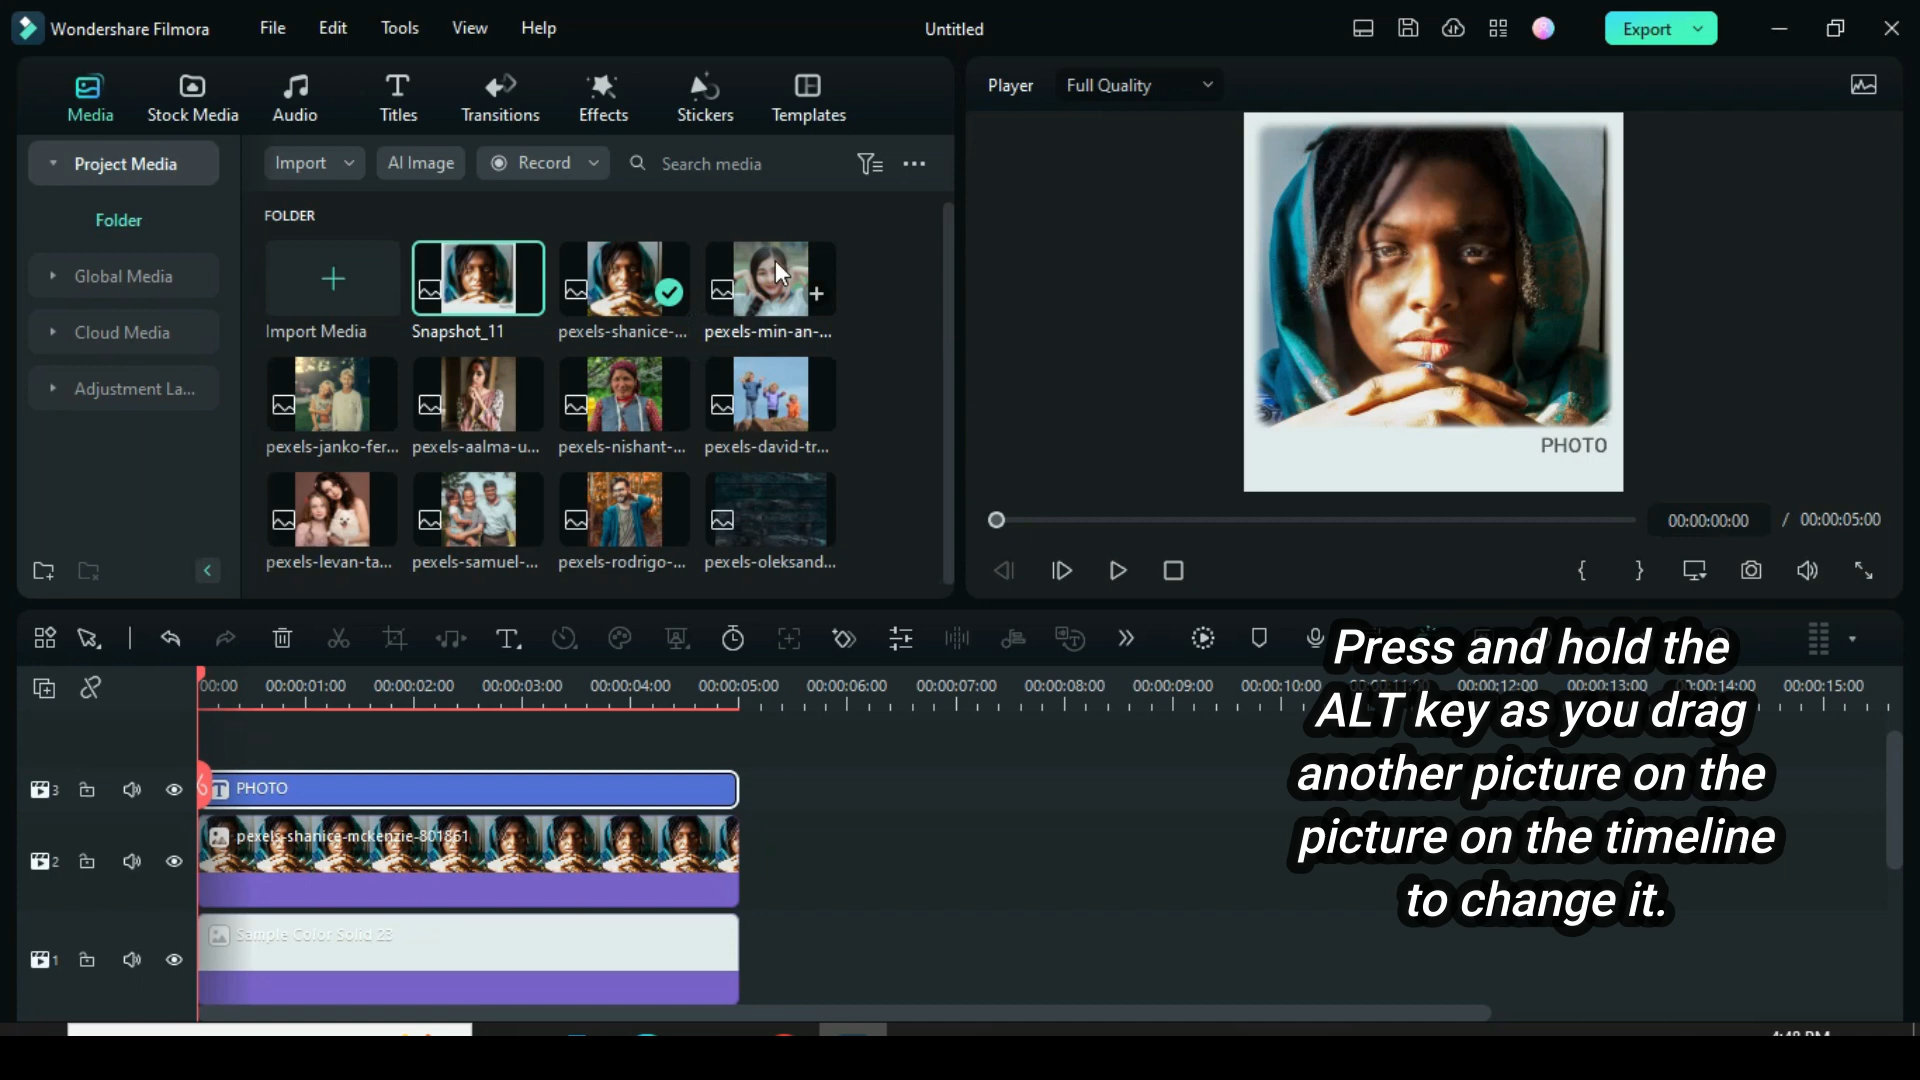 Wondershare Filmora File Edit Tools View Help Untitled Export
Media Stock Media Audio Titles Transitions Effects Stickers Templates
Player Full Quality
Project Media
Folder
Global Media
Cloud Media
Adjustment La...
Import AI Image Record Search media
FOLDER
Import Media Snapshot_11 pexels-shanice-... pexels-min-an-...
pexels-janko-fer... pexels-aalma-u... pexels-nishant-... pexels-david-tr...
pexels-levan-ta... pexels-samuel-... pexels-rodrigo-... pexels-oleksand...
PHOTO
00:00:00:00 / 00:00:05:00
00:00 00:00:01:00 00:00:02:00 00:00:03:00 00:00:04:00 00:00:05:00 00:00:06:00 00:00:07:00 00:00:08:00 00:00:09:00 00:00:10:00 00:00:12:00 00:00:13:00 00:00:14:00 00:00:15:00
3 PHOTO
2 pexels-shanice-mckenzie-801861
1 Sample Color Solid 23
Press and hold the
ALT key as you drag
another picture on the
picture on the timeline
to change it.